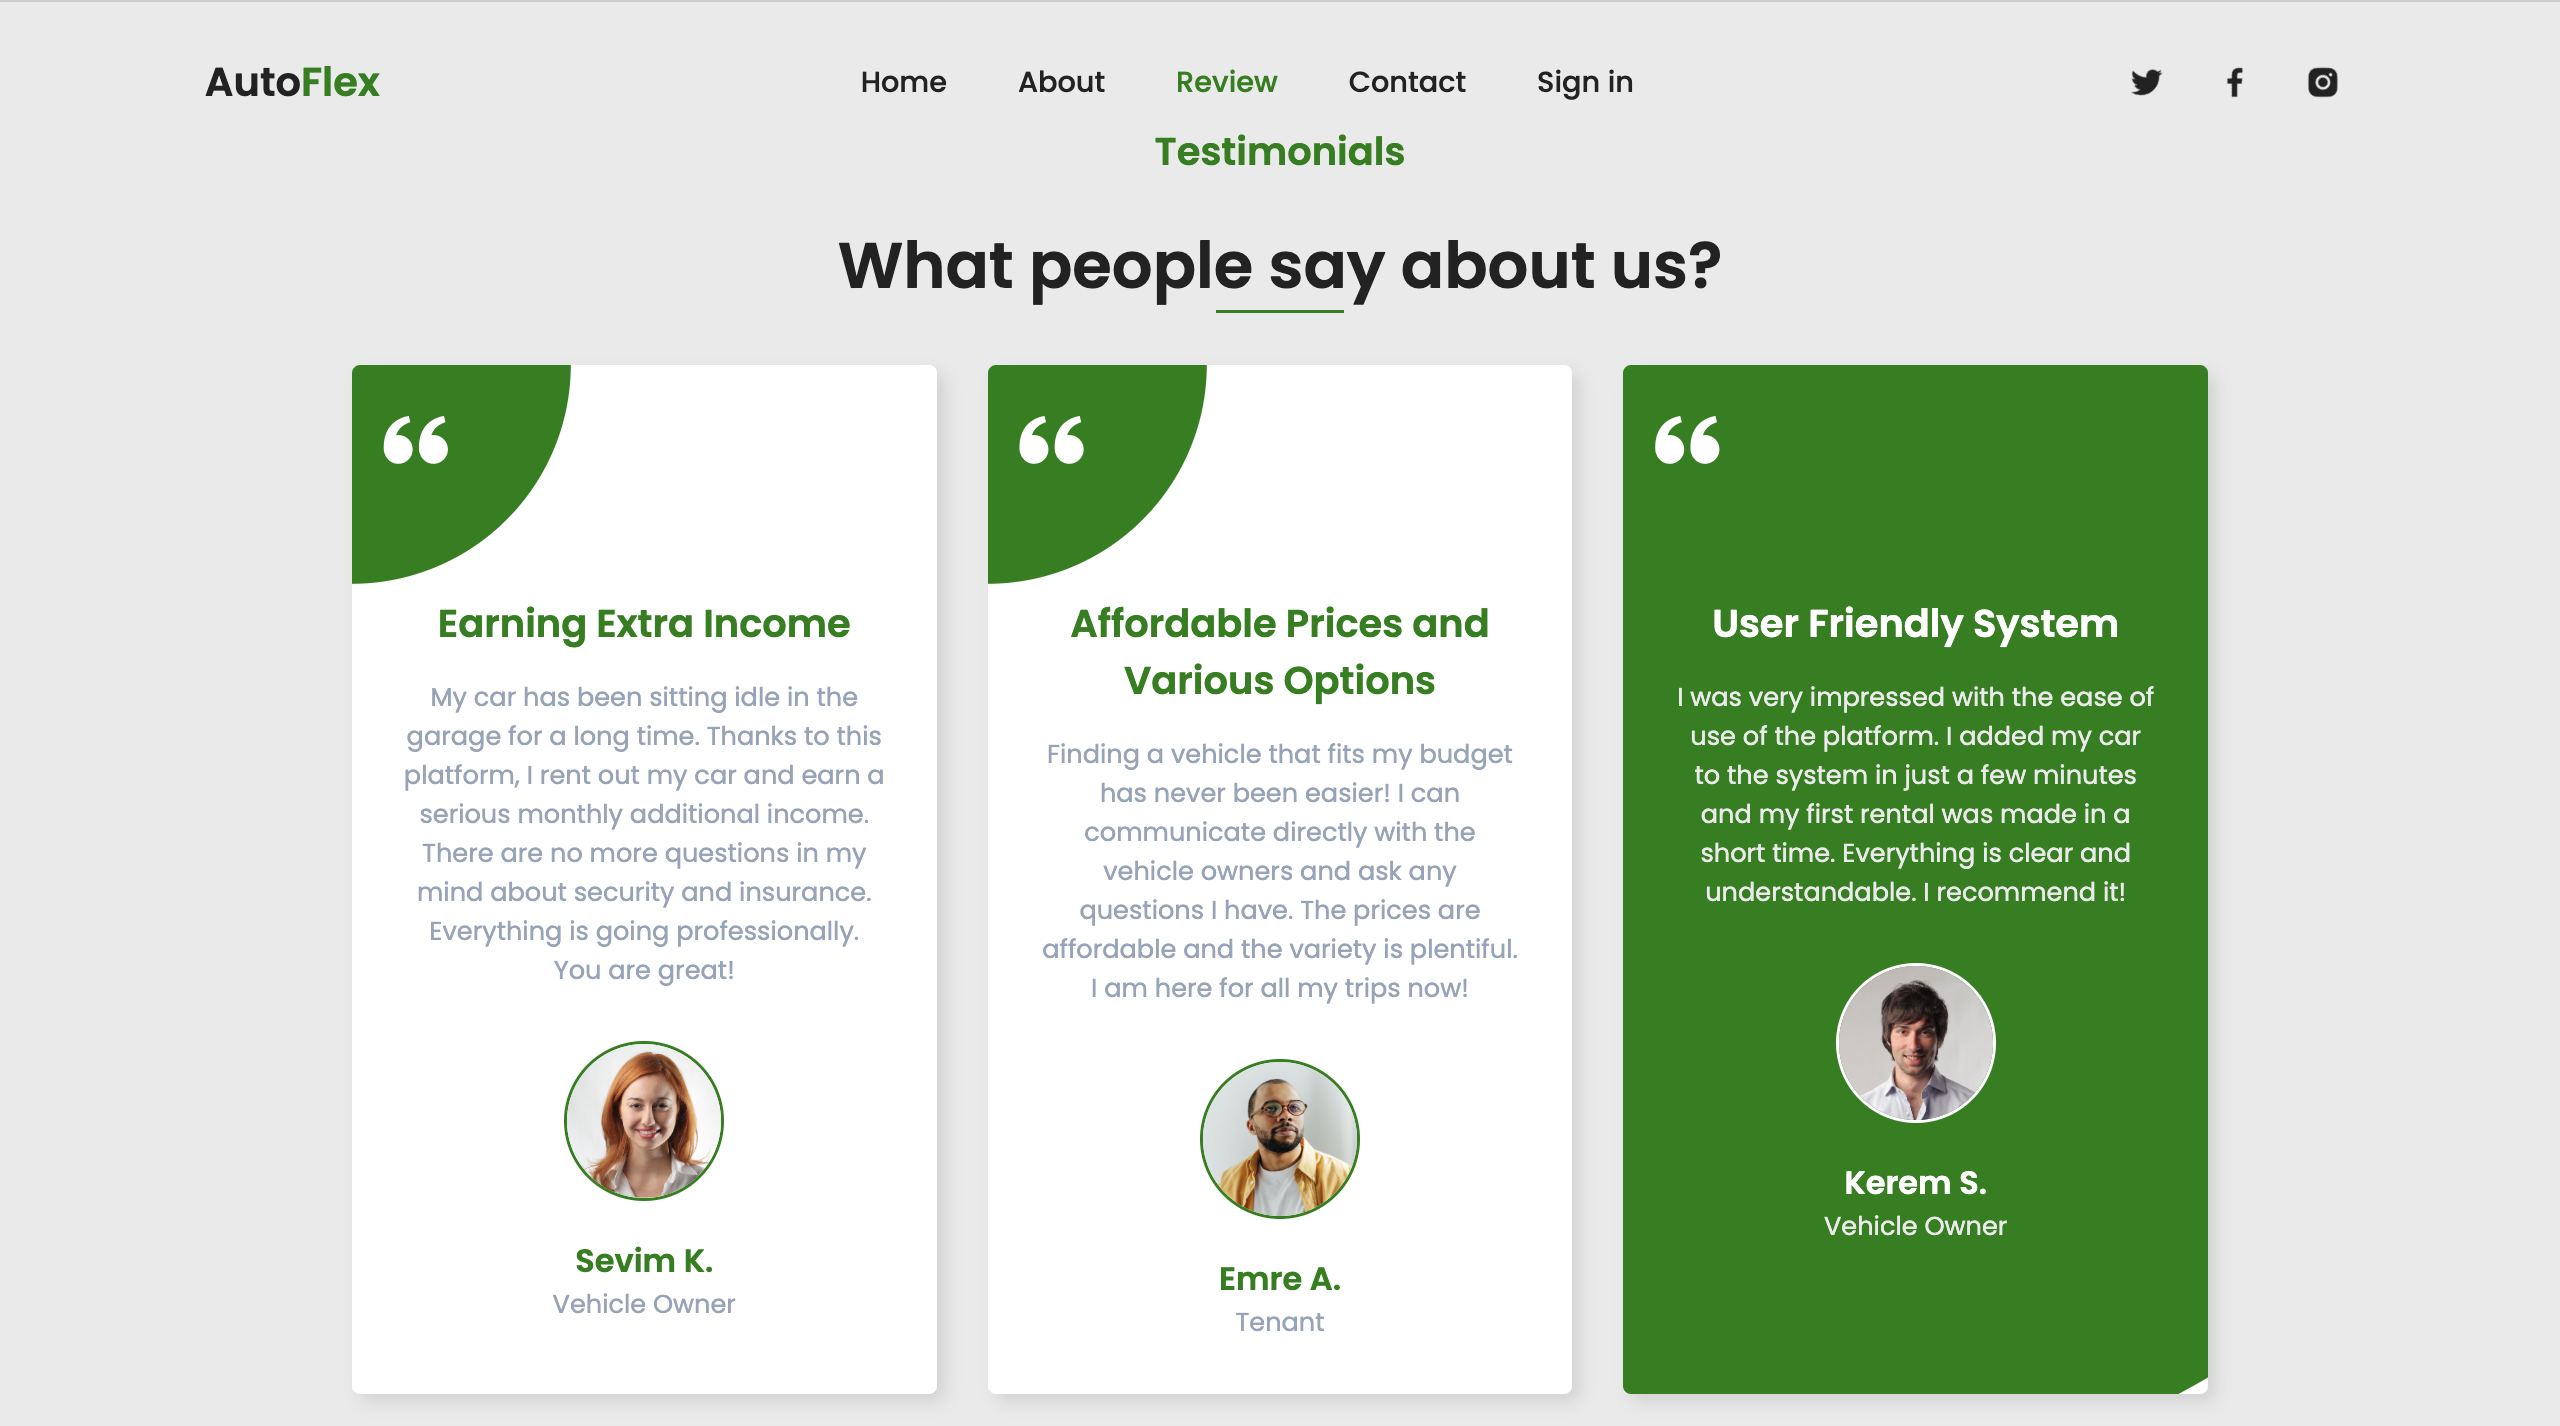 AutoFlex
Home About Review Contact Sign in
Testimonials
What people say about us?
“
Earning Extra Income
My car has been sitting idle in the
garage for a long time. Thanks to this
platform, I rent out my car and earn a
serious monthly additional income.
There are no more questions in my
mind about security and insurance.
Everything is going professionally.
You are great!
Sevim K.
Vehicle Owner
“
Affordable Prices and
Various Options
Finding a vehicle that fits my budget
has never been easier! I can
communicate directly with the
vehicle owners and ask any
questions I have. The prices are
affordable and the variety is plentiful.
I am here for all my trips now!
Emre A.
Tenant
“
User Friendly System
I was very impressed with the ease of
use of the platform. I added my car
to the system in just a few minutes
and my first rental was made in a
short time. Everything is clear and
understandable. I recommend it!
Kerem S.
Vehicle Owner